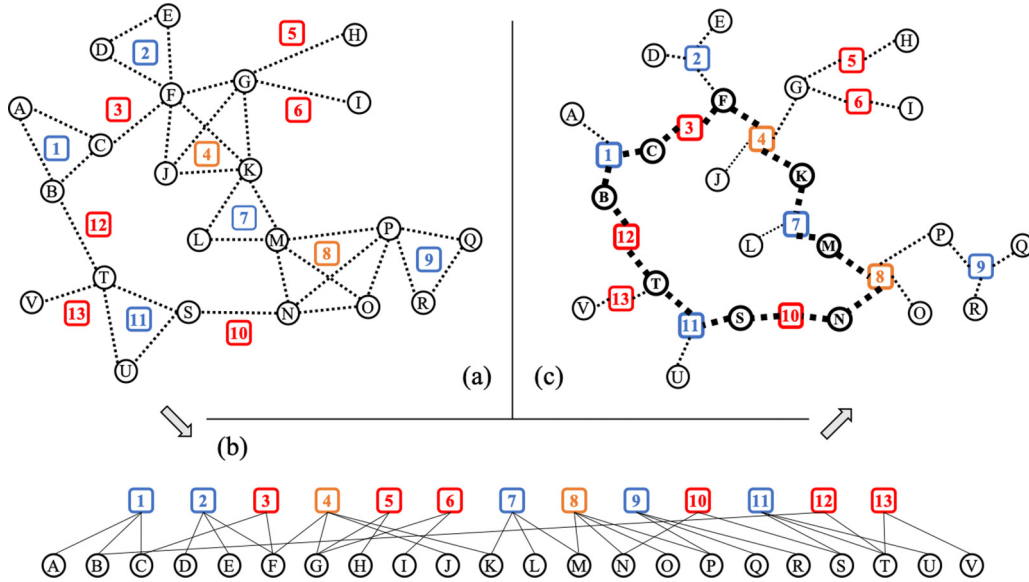 E
5
H
D
2
G
F
6
I
A
3
C
1
4
J
K
B
7
12
L
M
P
8
9
Q
T
V
13
11
S
10
N
O
R
U
(a)
E
5
H
D
2
G
F
6
I
A
3
4
1
C
J
K
B
7
M
P
Q
12
L
8
9
T
V
13
11
S
10
N
O
R
U
(c)
(b)
1 2 3 4 5 6 7 8 9 10 11 12 13
A B C D E F G H I J K L M N O P Q R S T U V